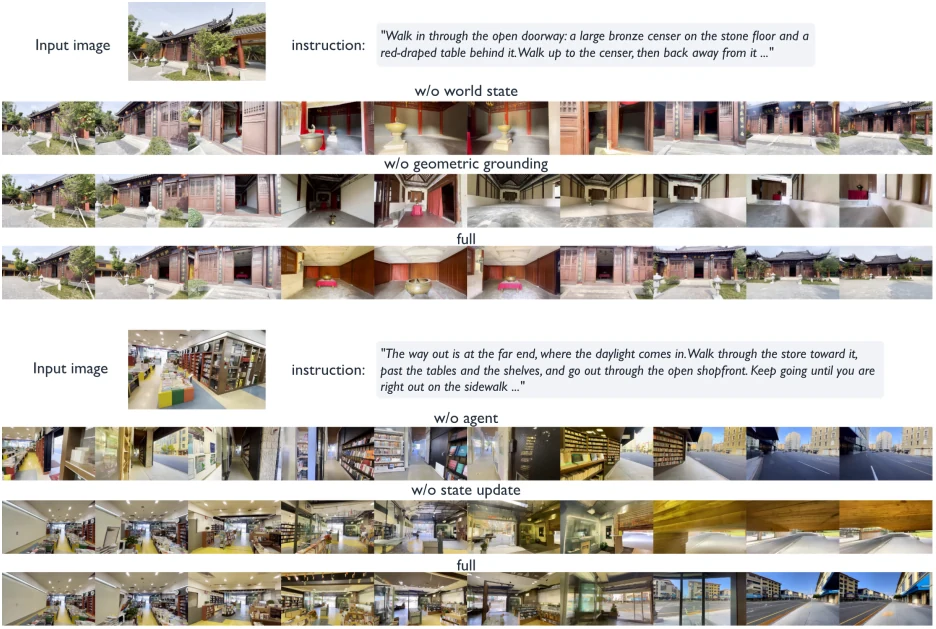 Input image
instruction:
"Walk in through the open doorway: a large bronze censer on the stone floor and a
red-draped table behind it. Walk up to the censer, then back away from it ..."
w/o world state
w/o geometric grounding
full
Input image
instruction:
"The way out is at the far end, where the daylight comes in. Walk through the store toward it,
past the tables and the shelves, and go out through the open shopfront. Keep going until you are
right out on the sidewalk ..."
w/o agent
w/o state update
full